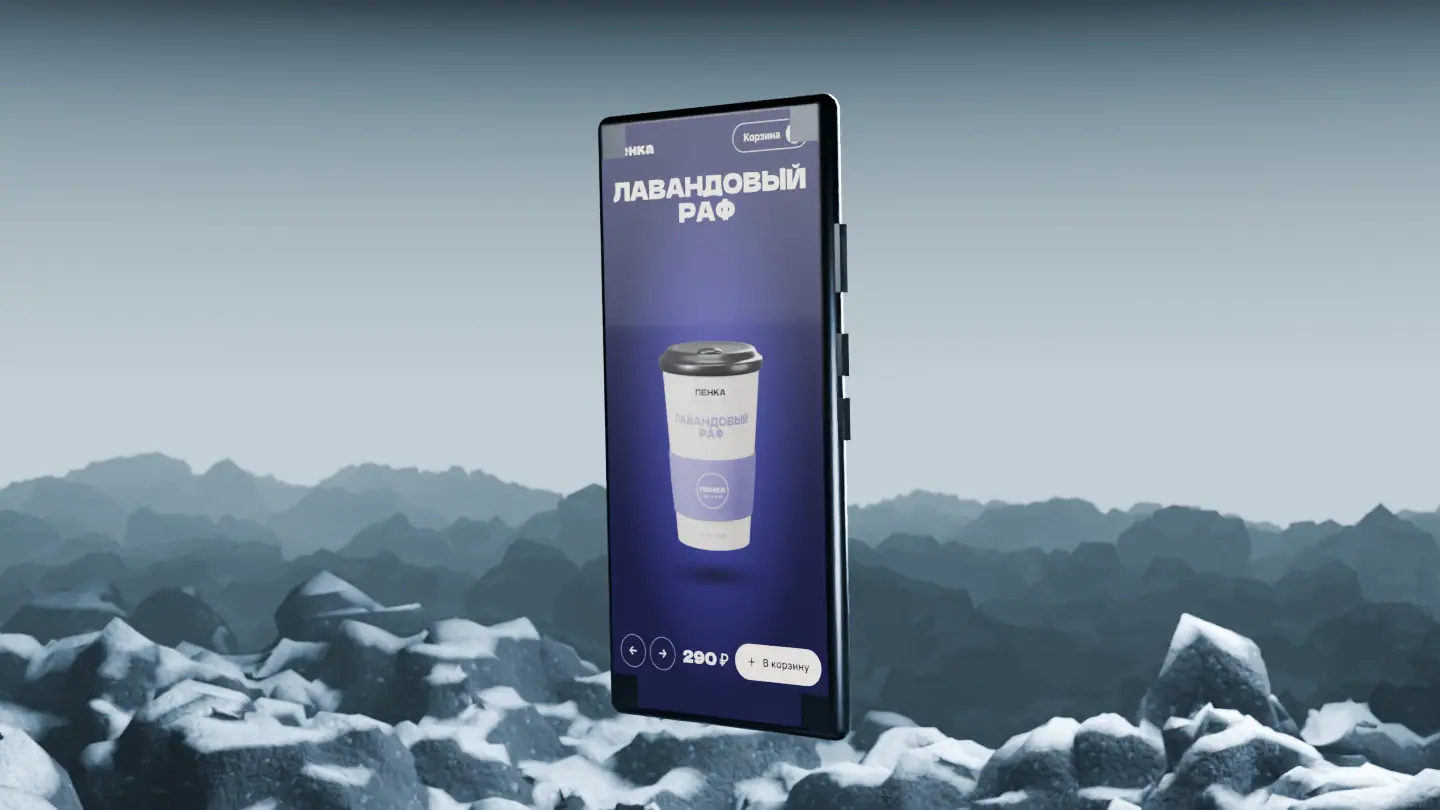 енка
Корзина
ЛАВАНДОВЫЙ
РАФ
ПЕНКА
ЛАВАНДОВЫЙ
РАФ
ПЕНКА
290 ₽
+ В корзину